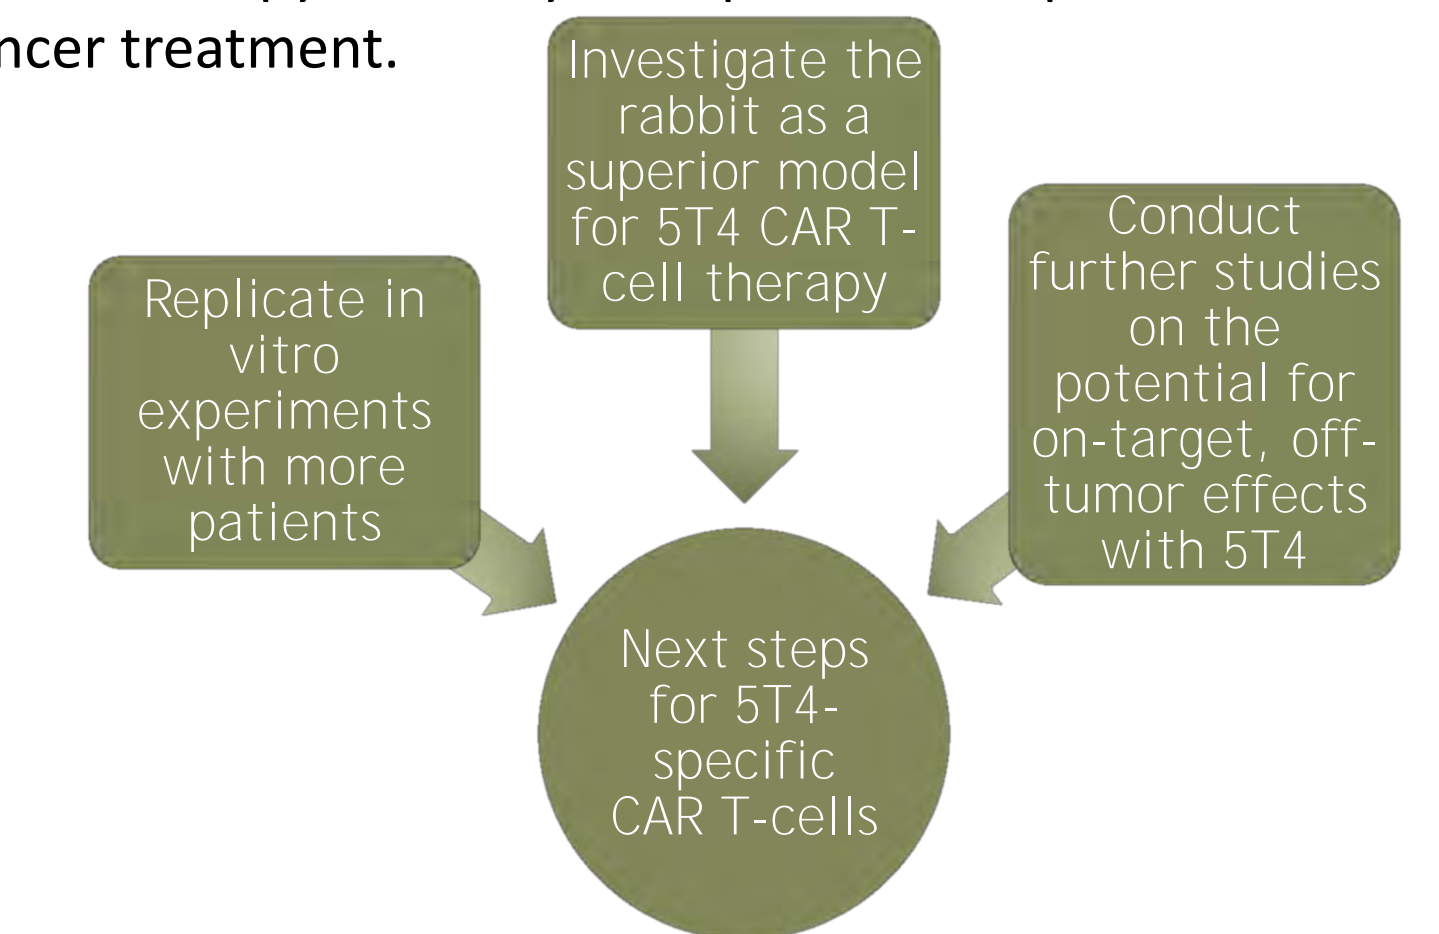 ncer treatment.
Replicate in
vitro
experiments
with more
patients
Investigate the
rabbit as a
superior model
for 5T4 CAR T-
cell therapy
Conduct
further studies
on the
potential for
on-target, off-
tumor effects
with 5T4
Next steps
for 5T4-
specific
CAR T-cells